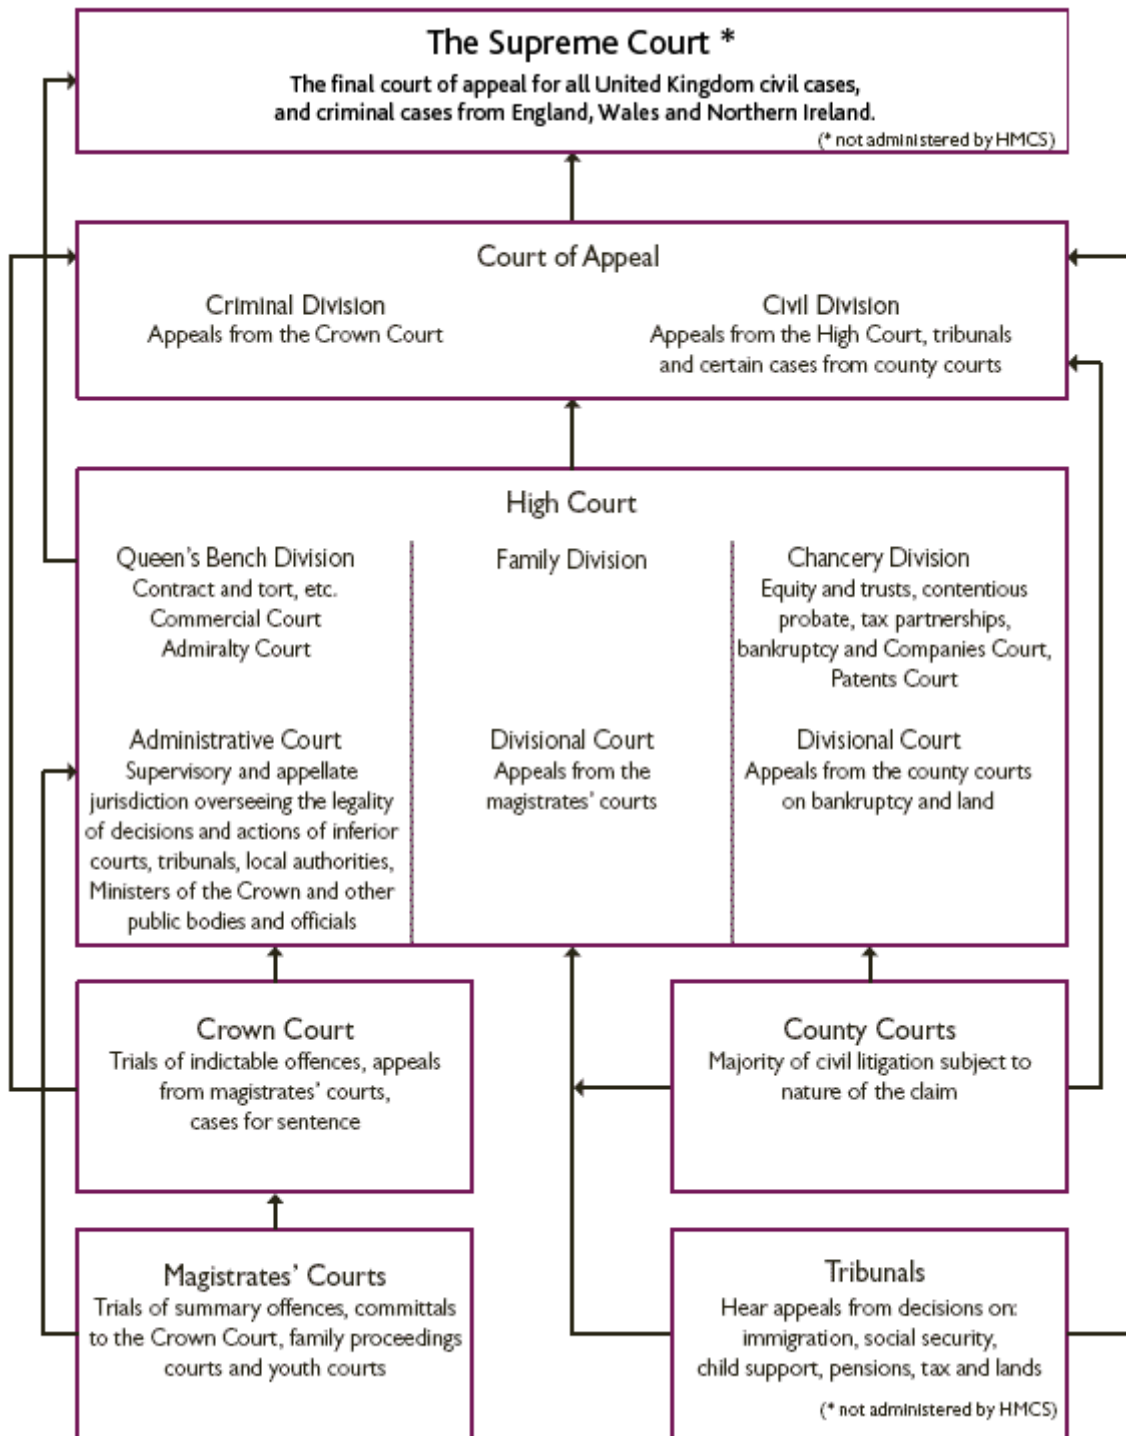 The Supreme Court *
The final court of appeal for all United Kingdom civil cases,
and criminal cases from England, Wales and Northern Ireland.
(* not administered by HMCS)
Court of Appeal
Criminal Division
Appeals from the Crown Court
Civil Division
Appeals from the High Court, tribunals
and certain cases from county courts
High Court
Queen's Bench Division
Contract and tort, etc.
Commercial Court
Admiralty Court
Administrative Court
Supervisory and appellate
jurisdiction overseeing the legality
of decisions and actions of inferior
courts, tribunals, local authorities,
Ministers of the Crown and other
public bodies and officials
Family Division
Divisional Court
Appeals from the
magistrates' courts
Chancery Division
Equity and trusts, contentious
probate, tax partnerships,
bankruptcy and Companies Court,
Patents Court
Divisional Court
Appeals from the county courts
on bankruptcy and land
Crown Court
Trials of indictable offences, appeals
from magistrates' courts,
cases for sentence
County Courts
Majority of civil litigation subject to
nature of the claim
Magistrates' Courts
Trials of summary offences, committals
to the Crown Court, family proceedings
courts and youth courts
Tribunals
Hear appeals from decisions on:
immigration, social security,
child support, pensions, tax and lands
(* not administered by HMCS)